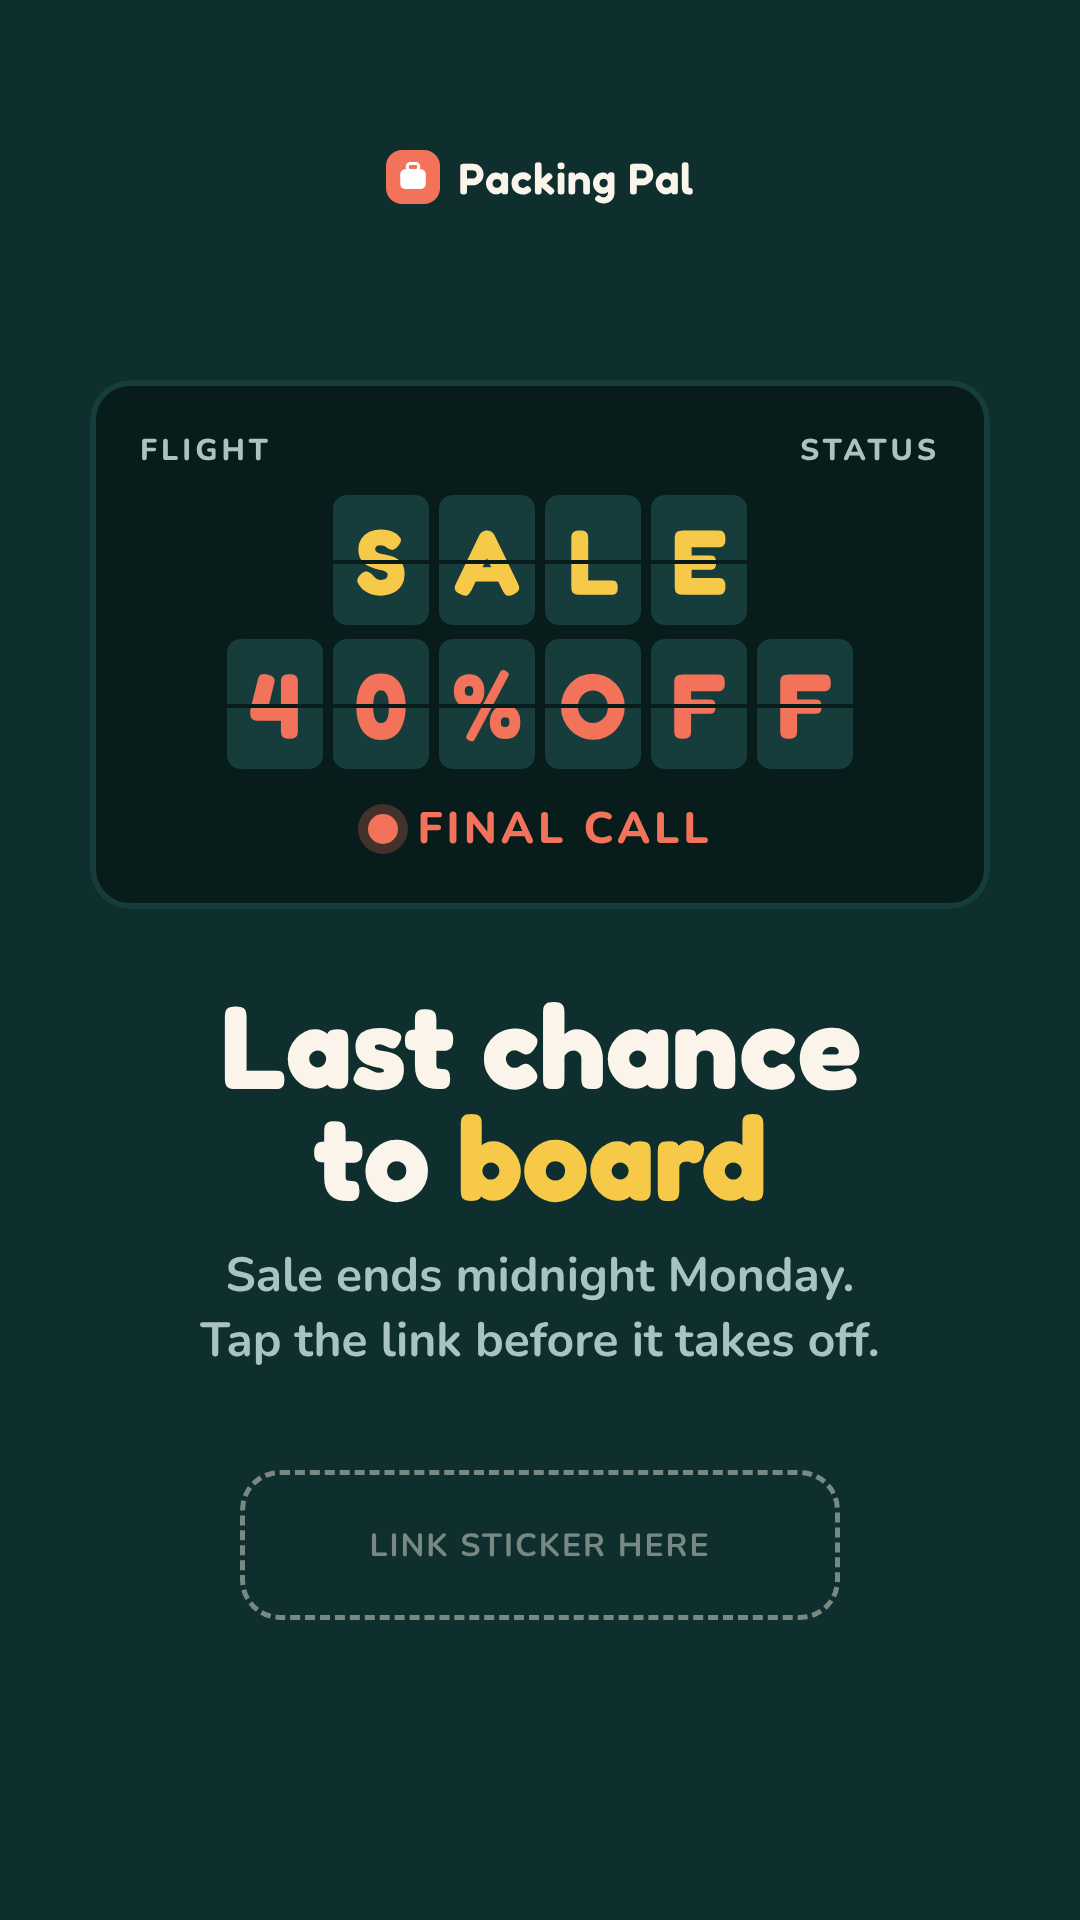 Packing Pal
FLIGHT STATUS
SALE
40%OFF
FINAL CALL
Last chance
to board
Sale ends midnight Monday.
Tap the link before it takes off.
LINK STICKER HERE